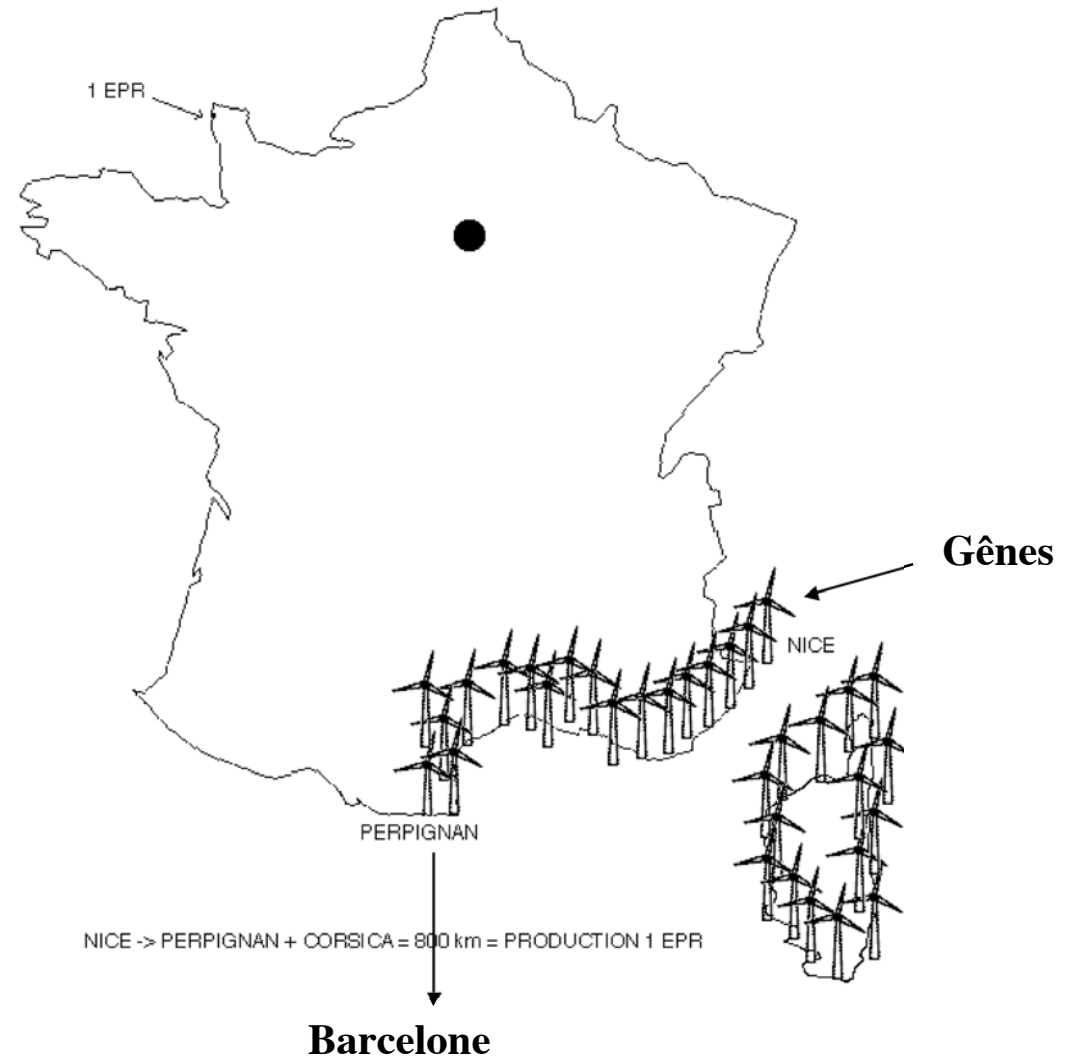 1 EPR
Gênes
NICE
PERPIGNAN
NICE -> PERPIGNAN + CORSICA = 800 km = PRODUCTION 1 EPR
Barcelone